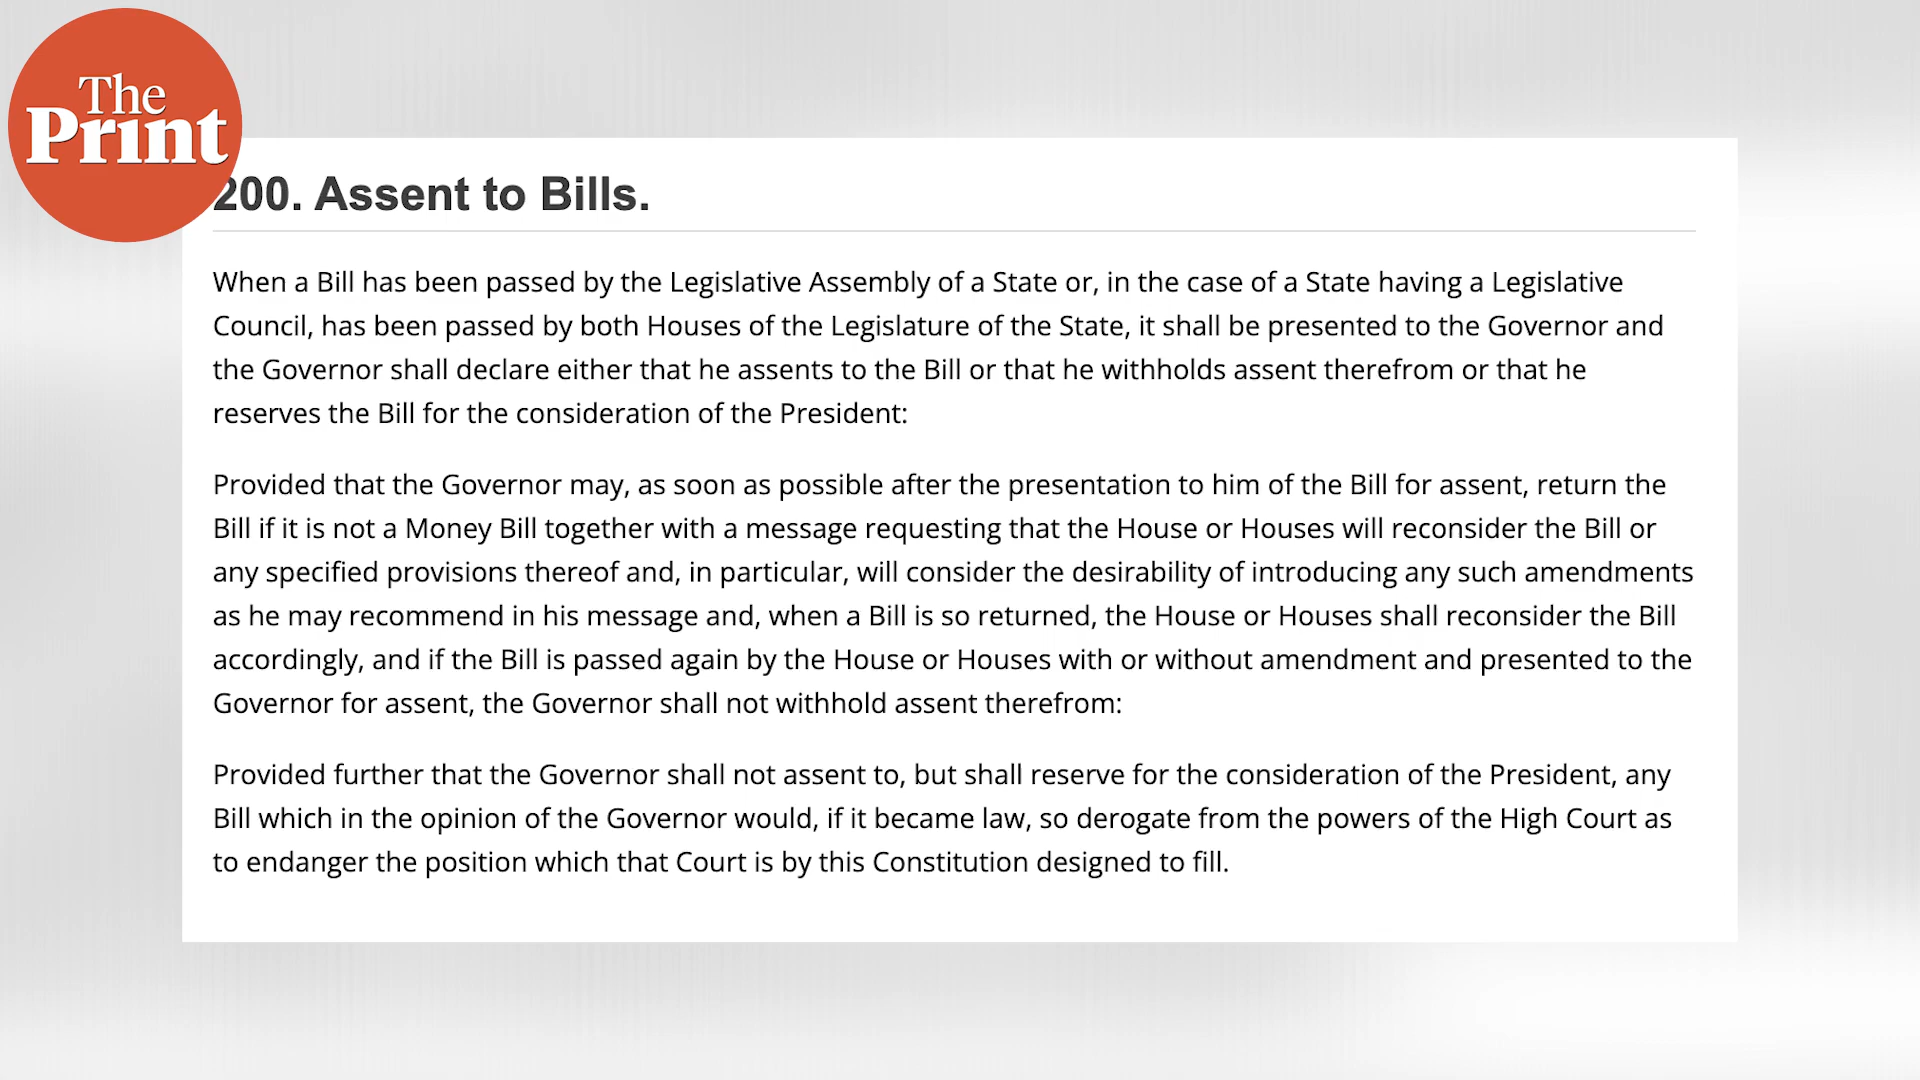 The
Print
200. Assent to Bills.
When a Bill has been passed by the Legislative Assembly of a State or, in the case of a State having a Legislative
Council, has been passed by both Houses of the Legislature of the State, it shall be presented to the Governor and
the Governor shall declare either that he assents to the Bill or that he withholds assent therefrom or that he
reserves the Bill for the consideration of the President:
Provided that the Governor may, as soon as possible after the presentation to him of the Bill for assent, return the
Bill if it is not a Money Bill together with a message requesting that the House or Houses will reconsider the Bill or
any specified provisions thereof and, in particular, will consider the desirability of introducing any such amendments
as he may recommend in his message and, when a Bill is so returned, the House or Houses shall reconsider the Bill
accordingly, and if the Bill is passed again by the House or Houses with or without amendment and presented to the
Governor for assent, the Governor shall not withhold assent therefrom:
Provided further that the Governor shall not assent to, but shall reserve for the consideration of the President, any
Bill which in the opinion of the Governor would, if it became law, so derogate from the powers of the High Court as
to endanger the position which that Court is by this Constitution designed to fill.